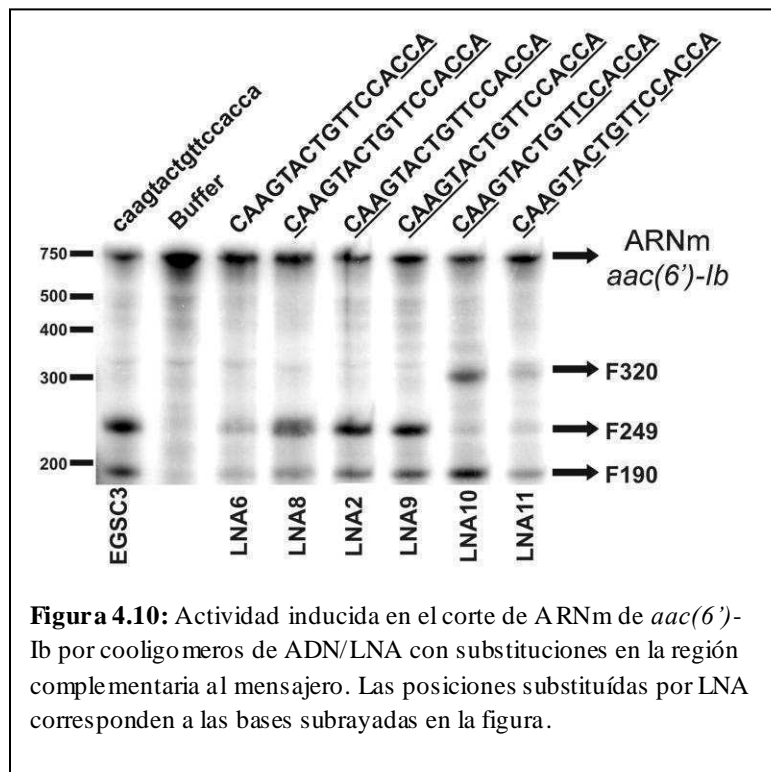 caagtactgttccacca
Buffer
CAAGTACTGTTCCACCA
CAAGTACTGTTCCACCA
CAAGTACTGTTCCACCA
CAAGTACTGTTCCACCA
CAAGTACTGTTCCACCA
CAAGTACTGTTCCACCA
750
500
400
300
200
ARNm
aac(6')-Ib
F320
F249
F190
EGSC3
LNA6
LNA8
LNA2
LNA9
LNA10
LNA11
Figura 4.10: Actividad inducida en el corte de ARNm de aac(6')-
Ib por cooligomeros de ADN/LNA con substituciones en la región
complementaria al mensajero. Las posiciones substituídas por LNA
corresponden a las bases subrayadas en la figura.